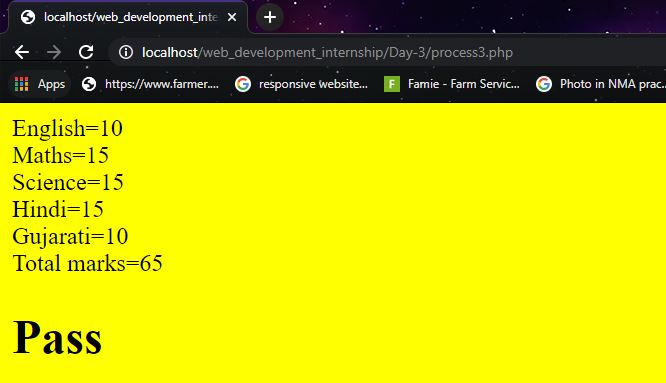 localhost/web_development_inte
localhost/web_development_internship/Day-3/process3.php
Apps https://www.farmer.... responsive website... Famie - Farm Servic... Photo in NMA prac...
English=10
Maths=15
Science=15
Hindi=15
Gujarati=10
Total marks=65
Pass